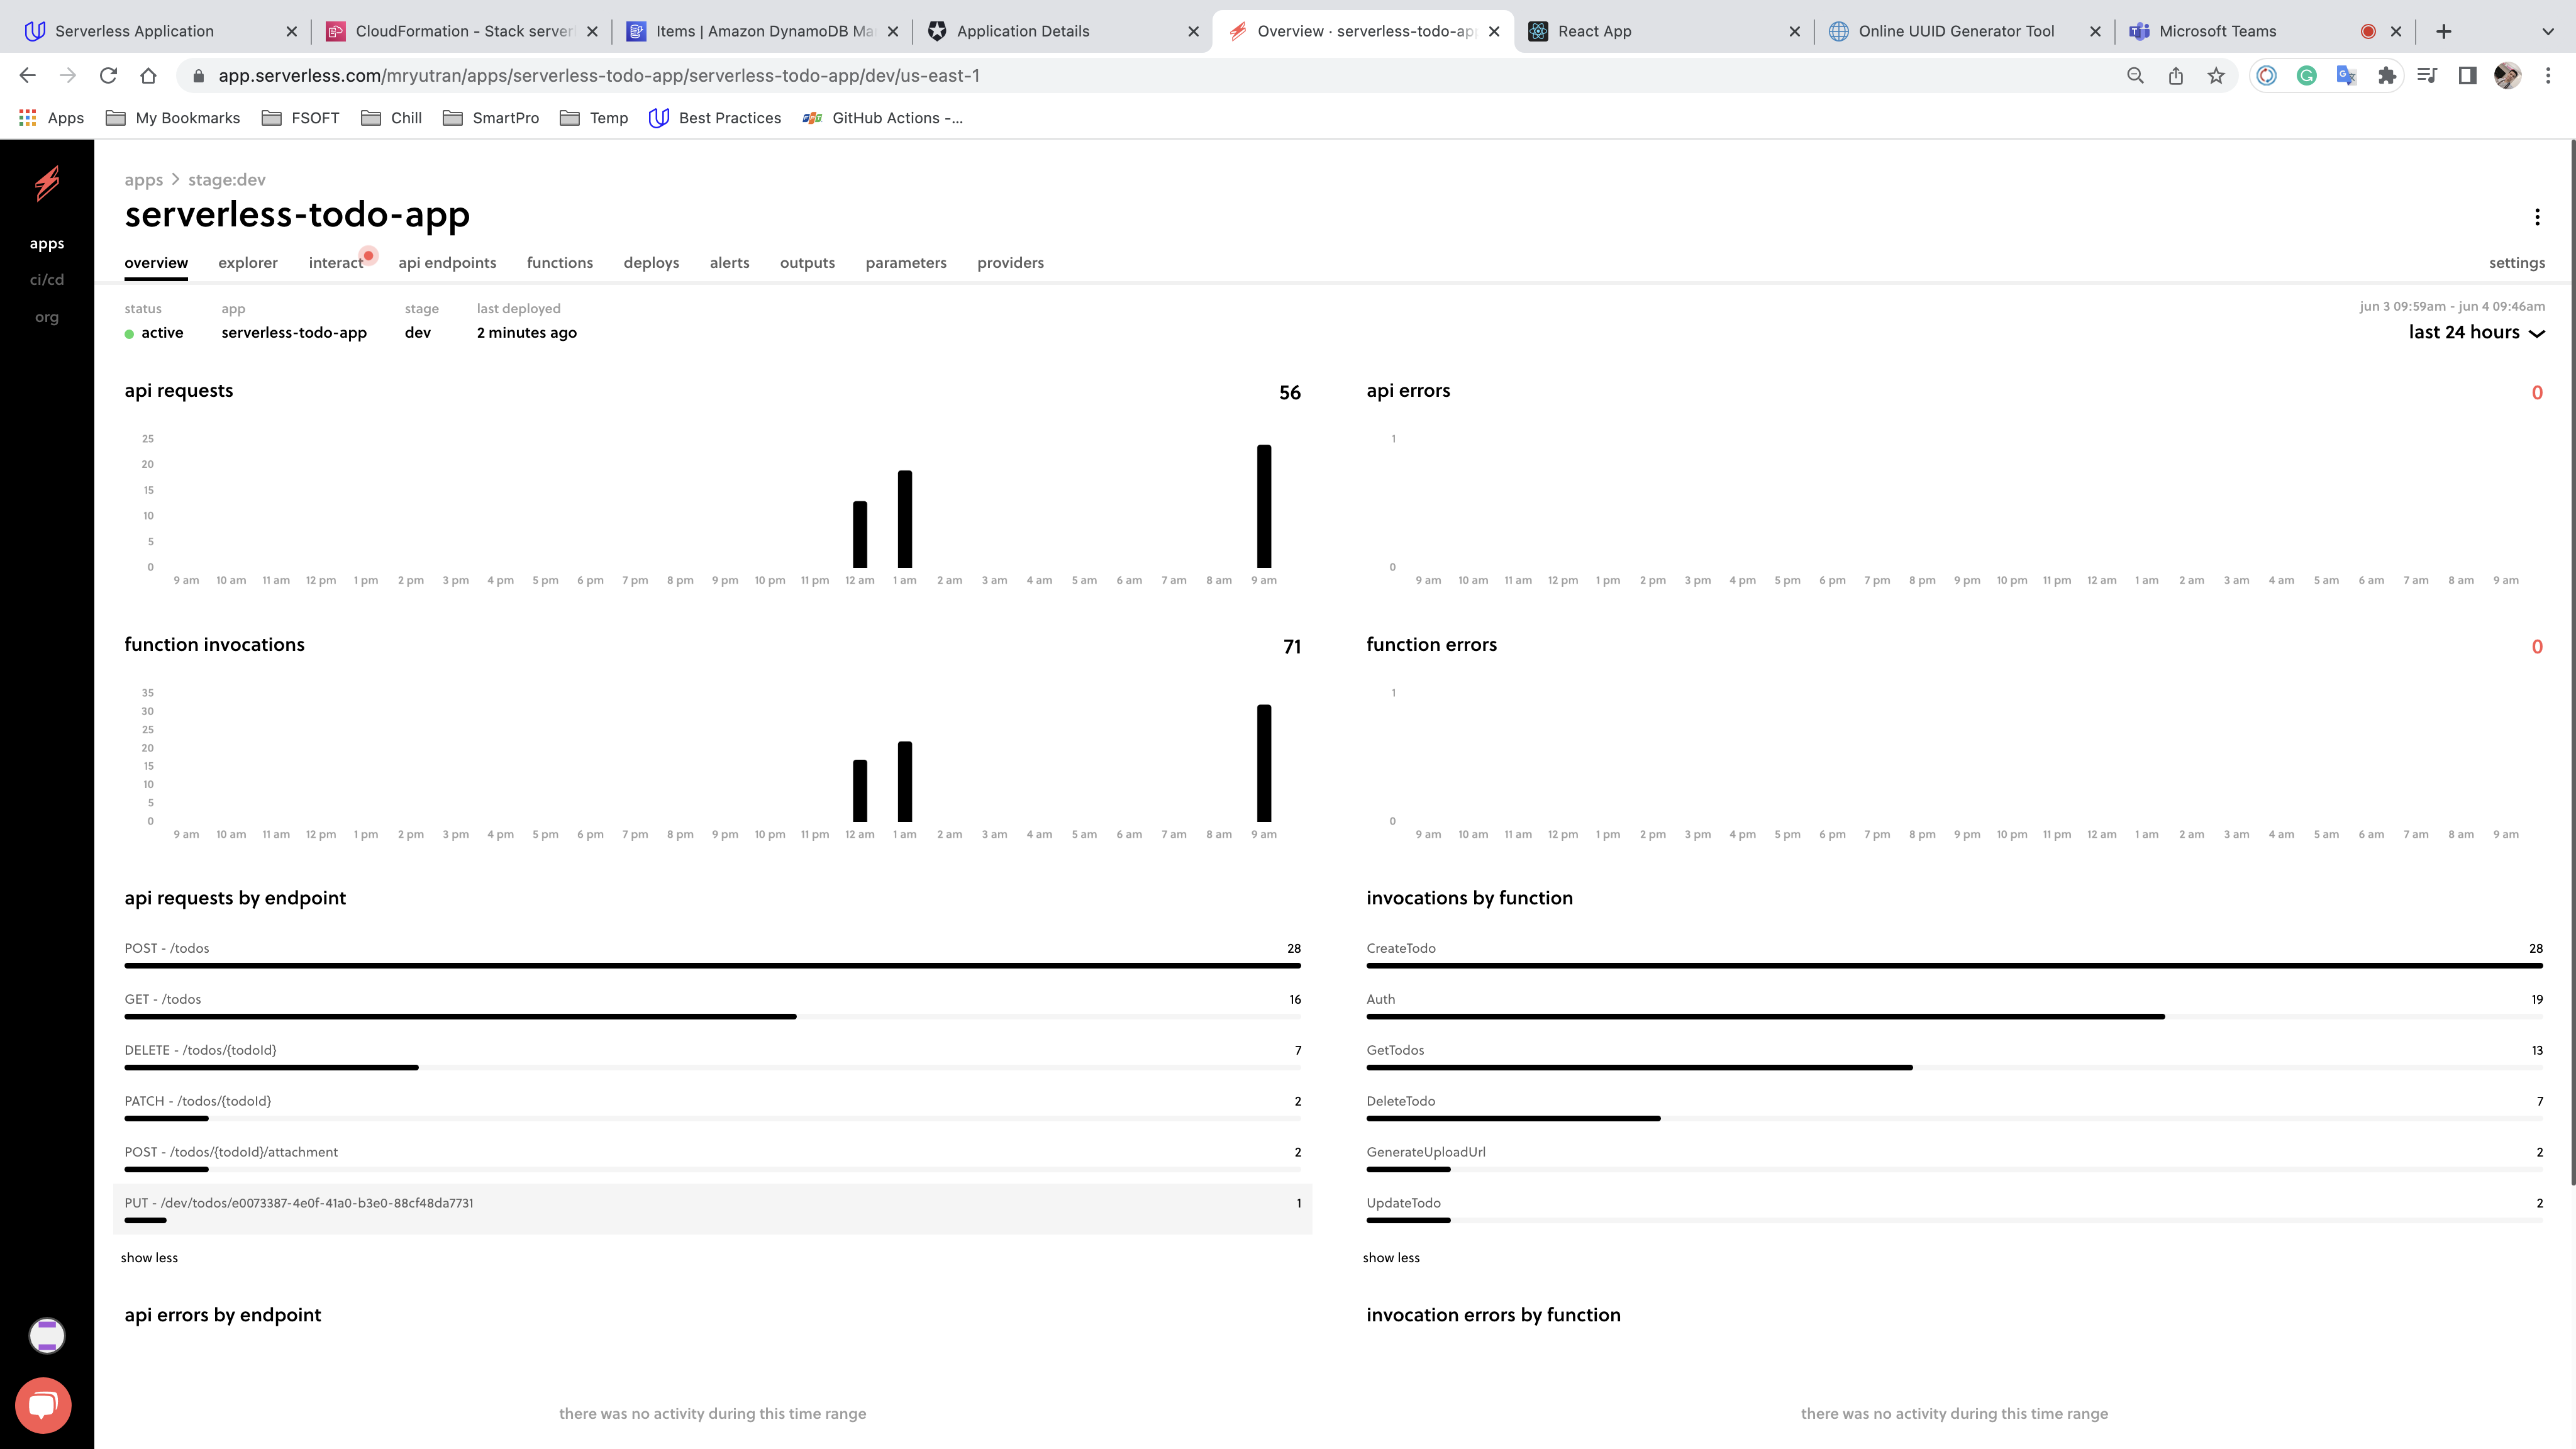 Serverless Application
CloudFormation - Stack server
Items | Amazon DynamoDB Ma
Application Details
Overview · serverless-todo-ap
React App
Online UUID Generator Tool
Microsoft Teams
app.serverless.com/mryutran/apps/serverless-todo-app/serverless-todo-app/dev/us-east-1
Apps My Bookmarks FSOFT Chill SmartPro Temp Best Practices GitHub Actions -...
apps
ci/cd
org
apps > stage:dev
serverless-todo-app
overview explorer interact api endpoints functions deploys alerts outputs parameters providers settings
status app stage last deployed
active serverless-todo-app dev 2 minutes ago
jun 3 09:59am - jun 4 09:46am
last 24 hours
api requests 56
25
20
15
10
5
0
9 am 10 am 11 am 12 pm 1 pm 2 pm 3 pm 4 pm 5 pm 6 pm 7 pm 8 pm 9 pm 10 pm 11 pm 12 am 1 am 2 am 3 am 4 am 5 am 6 am 7 am 8 am 9 am
api errors 0
1
0
9 am 10 am 11 am 12 pm 1 pm 2 pm 3 pm 4 pm 5 pm 6 pm 7 pm 8 pm 9 pm 10 pm 11 pm 12 am 1 am 2 am 3 am 4 am 5 am 6 am 7 am 8 am 9 am
function invocations 71
35
30
25
20
15
10
5
0
9 am 10 am 11 am 12 pm 1 pm 2 pm 3 pm 4 pm 5 pm 6 pm 7 pm 8 pm 9 pm 10 pm 11 pm 12 am 1 am 2 am 3 am 4 am 5 am 6 am 7 am 8 am 9 am
function errors 0
1
0
9 am 10 am 11 am 12 pm 1 pm 2 pm 3 pm 4 pm 5 pm 6 pm 7 pm 8 pm 9 pm 10 pm 11 pm 12 am 1 am 2 am 3 am 4 am 5 am 6 am 7 am 8 am 9 am
api requests by endpoint
POST - /todos 28
GET - /todos 16
DELETE - /todos/{todoId} 7
PATCH - /todos/{todoId} 2
POST - /todos/{todoId}/attachment 2
PUT - /dev/todos/e0073387-4e0f-41a0-b3e0-88cf48da7731 1
show less
invocations by function
CreateTodo 28
Auth 19
GetTodos 13
DeleteTodo 7
GenerateUploadUrl 2
UpdateTodo 2
show less
api errors by endpoint
there was no activity during this time range
invocation errors by function
there was no activity during this time range